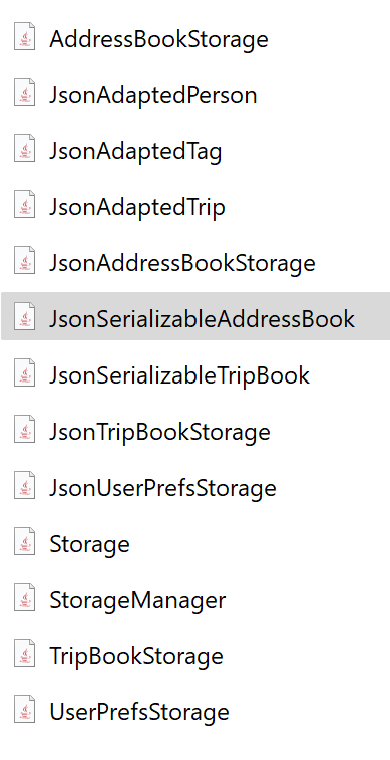 AddressBookStorage
JsonAdaptedPerson
JsonAdaptedTag
JsonAdaptedTrip
JsonAddressBookStorage
JsonSerializableAddressBook
JsonSerializableTripBook
JsonTripBookStorage
JsonUserPrefsStorage
Storage
StorageManager
TripBookStorage
UserPrefsStorage